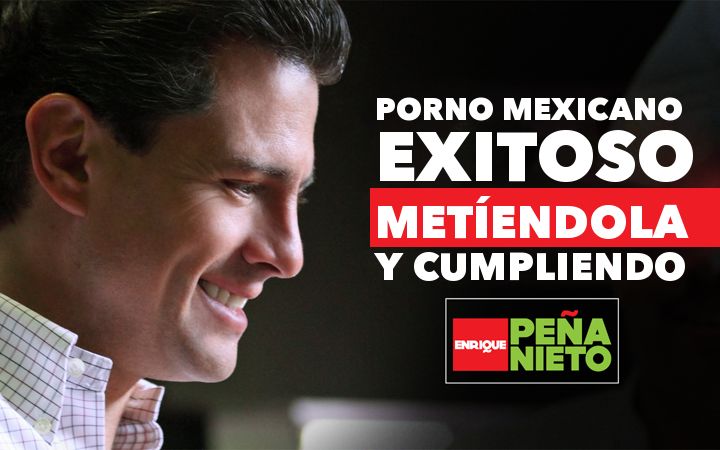 PORNO MEXICANO
EXITOSO
METÍENDOLA
Y CUMPLIENDO
ENRIQUE
PEÑA
NIETO